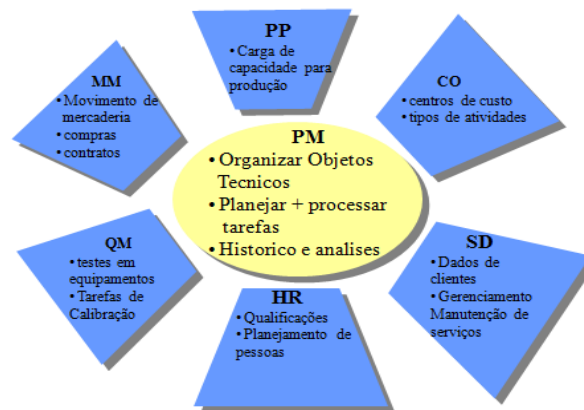 PP
• Carga de
capacidade para
produção
MM
• Movimento de
mercaderia
• compras
• contratos
CO
• centros de custo
• tipos de atividades
PM
• Organizar Objetos
Tecnicos
• Planejar + processar
tarefas
• Historico e analises
QM
• testes em
equipamentos
• Tarefas de
Calibração
HR
• Qualificações
• Planejamento de
pessoas
SD
• Dados de
clientes
• Gerenciamento
Manutenção de
serviços